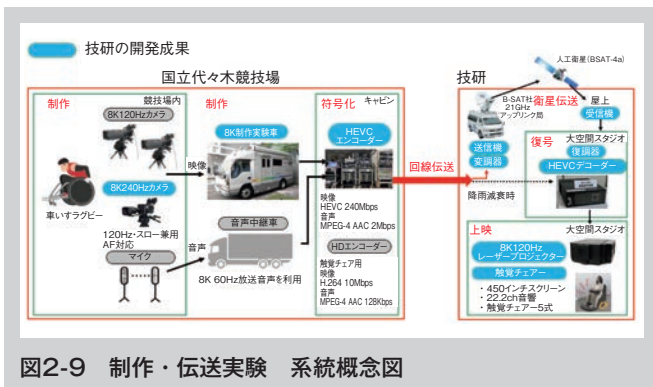 技研の開発成果
国立代々木競技場
技研
人工衛星(BSAT-4a)
制作
競技場内
8K120Hzカメラ
8K240Hzカメラ
車いすラグビー
120Hz・スロー兼用
AF対応
マイク
映像
音声
制作
8K制作実験車
音声中継車
8K 60Hz放送音声を利用
符号化
キャビン
HEVC
エンコーダー
映像
HEVC 240Mbps
音声
MPEG-4 AAC 2Mbps
HDエンコーダー
触覚チェア用
映像
H.264 10Mbps
音声
MPEG-4 AAC 128Kbps
回線伝送
B-SAT社
21GHz
アップリンク局
衛星伝送
屋上
受信機
送信機
変調器
降雨減衰時
復号
大空間スタジオ
復調器
HEVCデコーダー
上映
大空間スタジオ
8K120Hz
レーザープロジェクター
触覚チェアー
・450インチスクリーン
・22.2ch音響
・触覚チェアー5式
図2-9 制作・伝送実験 系統概念図